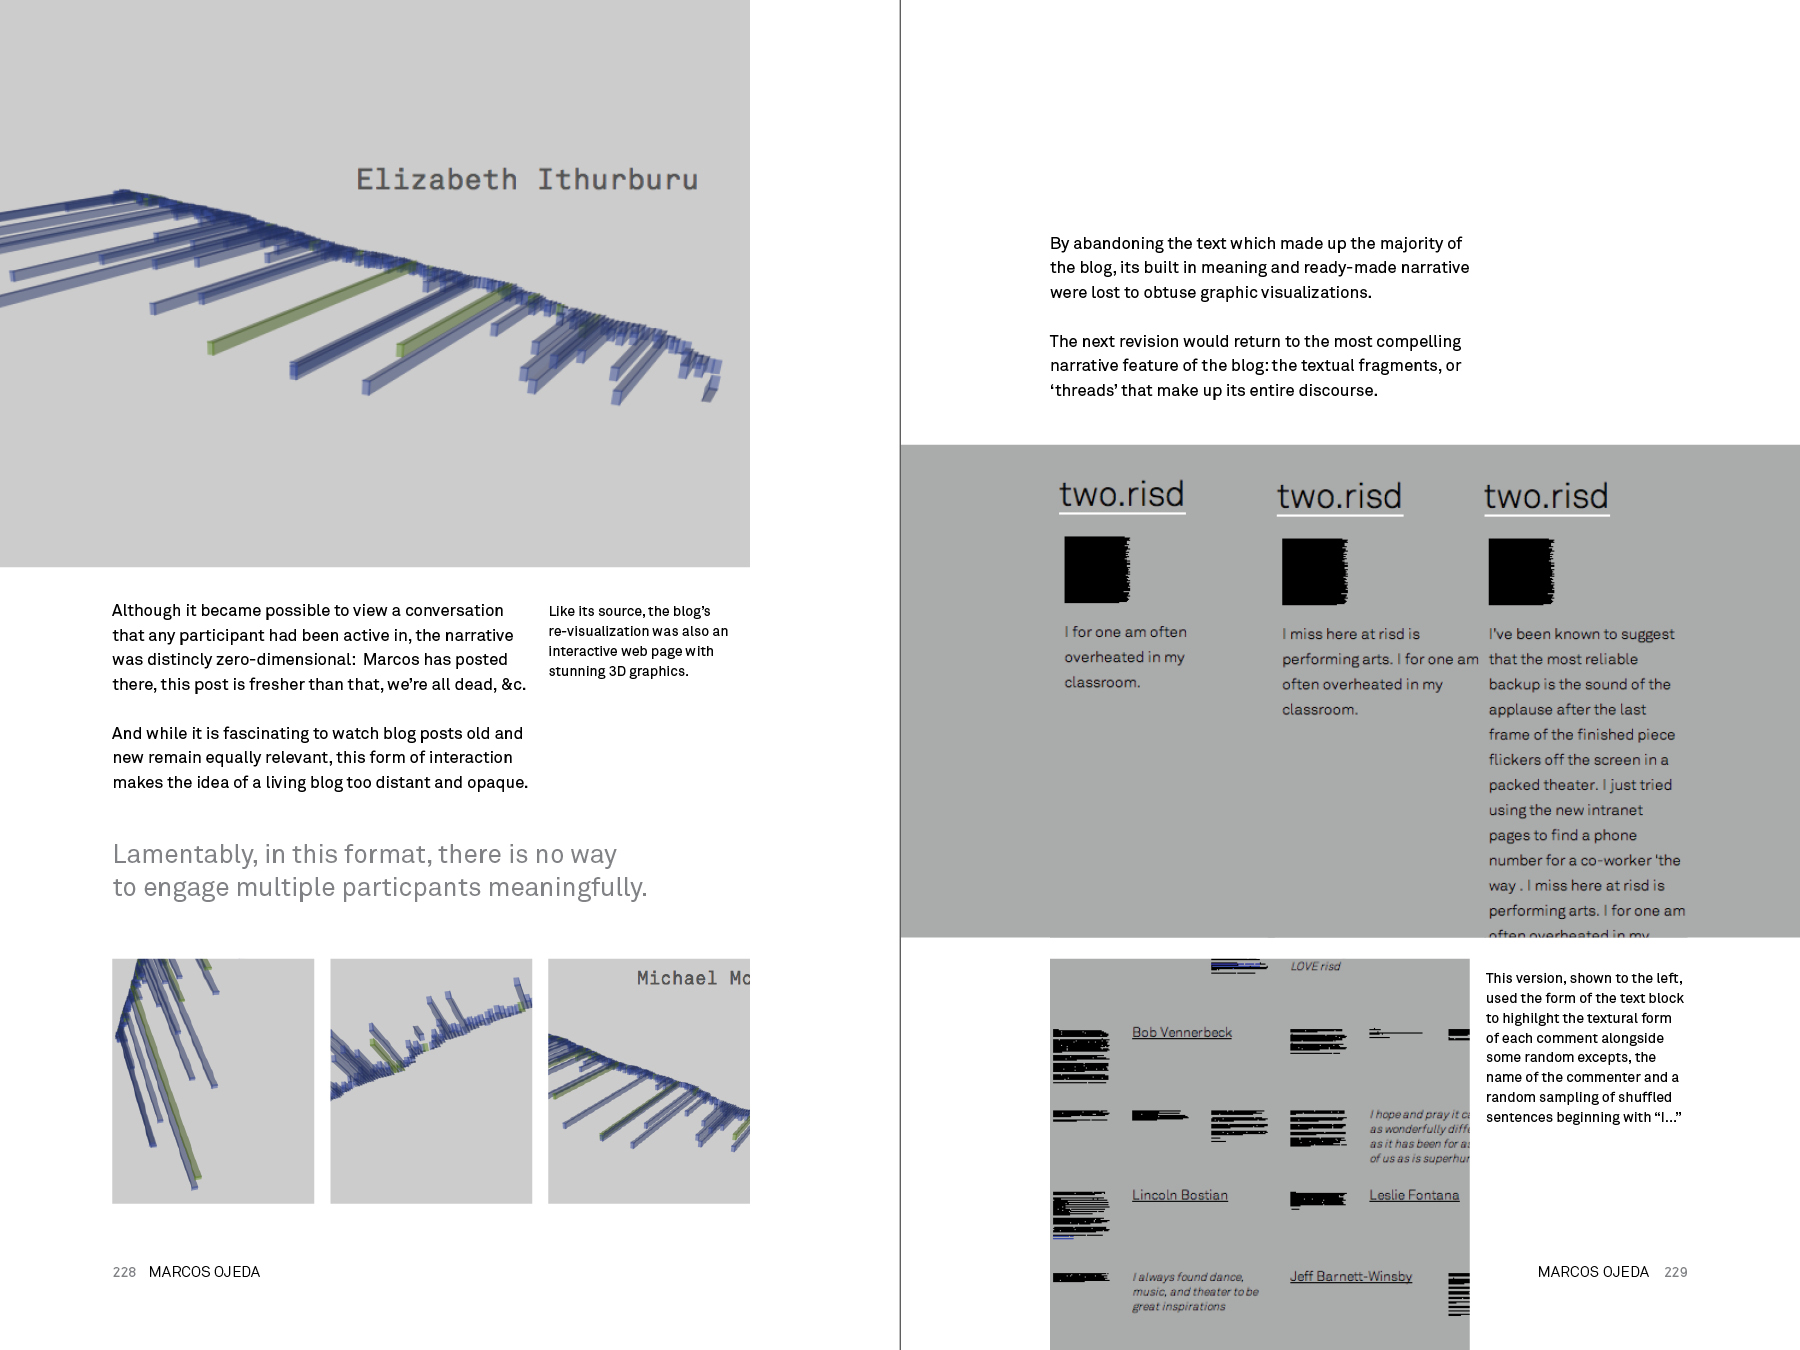 Elizabeth Ithurburu
Although it became possible to view a conversation
that any participant had been active in, the narrative
was distincly zero-dimensional:  Marcos has posted
there, this post is fresher than that, we’re all dead, &c.
And while it is fascinating to watch blog posts old and
new remain equally relevant, this form of interaction
makes the idea of a living blog too distant and opaque.
Like its source, the blog’s
re-visualization was also an
interactive web page with
stunning 3D graphics.
Lamentably, in this format, there is no way
to engage multiple particpants meaningfully.
Michael Mc
228 MARCOS OJEDA
By abandoning the text which made up the majority of
the blog, its built in meaning and ready-made narrative
were lost to obtuse graphic visualizations.
The next revision would return to the most compelling
narrative feature of the blog: the textual fragments, or
‘threads’ that make up its entire discourse.
two.risd
I for one am often
overheated in my
classroom.
two.risd
I miss here at risd is
performing arts. I for one am
often overheated in my
classroom.
two.risd
I've been known to suggest
that the most reliable
backup is the sound of the
applause after the last
frame of the finished piece
flickers off the screen in a
packed theater. I just tried
using the new intranet
pages to find a phone
number for a co-worker 'the
way . I miss here at risd is
performing arts. I for one am
often overheated in my
LOVE risd
Bob Vennerbeck
I hope and pray it ca
as wonderfully diffe
as it has been for a
of us as is superhu
Lincoln Bostian
Leslie Fontana
I always found dance,
music, and theater to be
great inspirations
Jeff Barnett-Winsby
This version, shown to the left,
used the form of the text block
to highilght the textural form
of each comment alongside
some random excepts, the
name of the commenter and a
random sampling of shuffled
sentences beginning with “I...”
MARCOS OJEDA 229